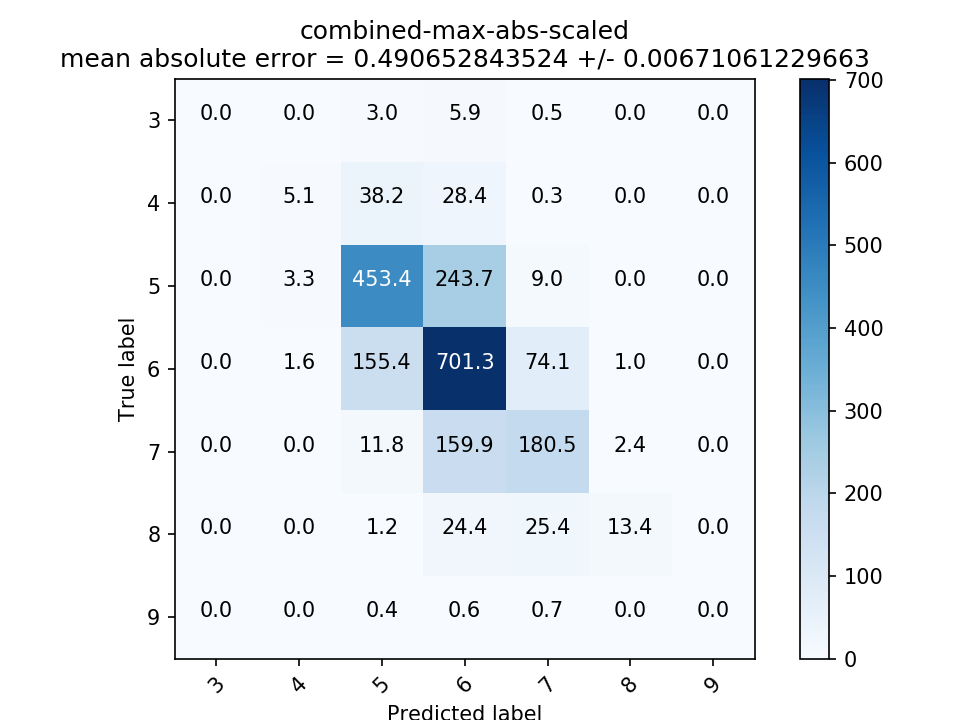 combined-max-abs-scaled
mean absolute error = 0.490652843524 +/- 0.00671061229663
3 0.0 0.0 3.0 5.9 0.5 0.0 0.0
4 0.0 5.1 38.2 28.4 0.3 0.0 0.0
5 0.0 3.3 453.4 243.7 9.0 0.0 0.0
6 0.0 1.6 155.4 701.3 74.1 1.0 0.0
7 0.0 0.0 11.8 159.9 180.5 2.4 0.0
8 0.0 0.0 1.2 24.4 25.4 13.4 0.0
9 0.0 0.0 0.4 0.6 0.7 0.0 0.0
3 4 5 6 7 8 9
True label
Predicted label
700
600
500
400
300
200
100
0